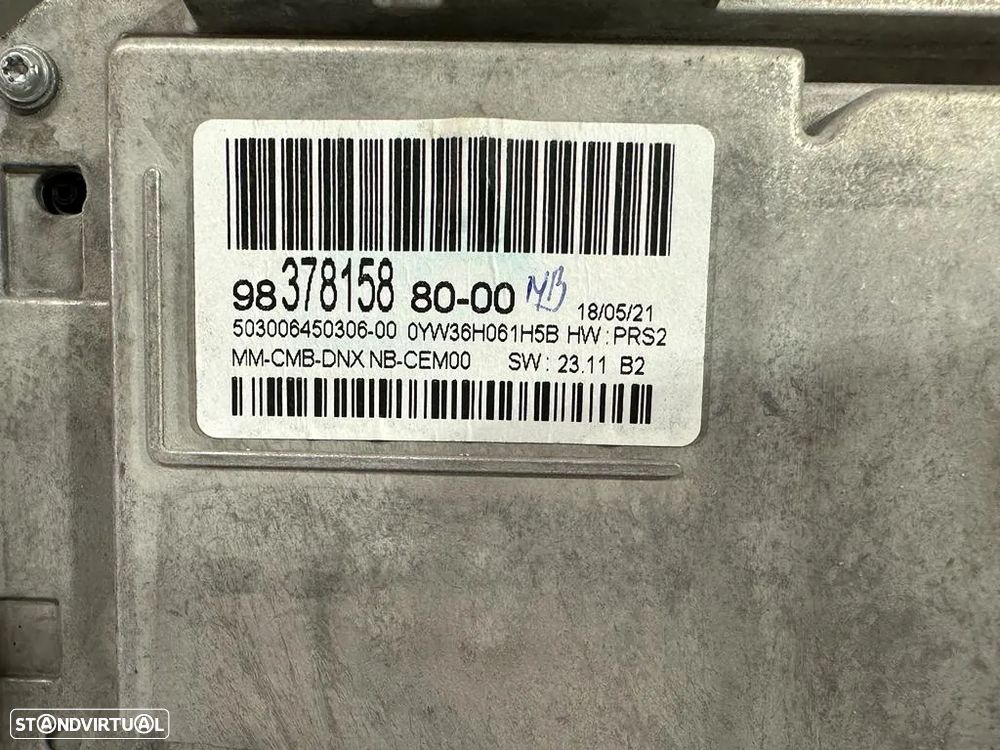 98 378158 80-00 MB 18/05/21
503006450306-00 0YW36H061H5B HW : PRS2
MM-CMB-DNX NB-CEM00 SW : 23.11 B2
STANDVIRTUAL